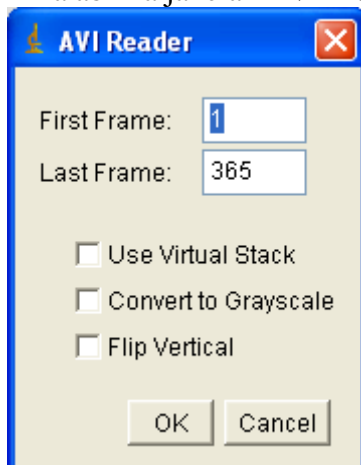 AVI Reader
First Frame: 1
Last Frame: 365
Use Virtual Stack
Convert to Grayscale
Flip Vertical
OK Cancel